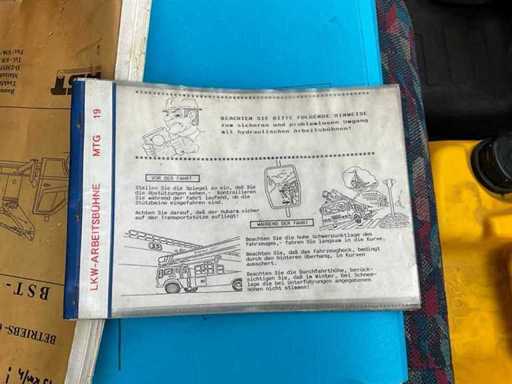 LKW-ARBEITSBÜHNE MTG 19
BEACHTEN SIE BITTE FOLGENDE HINWEISE
zum sicheren und problemlosen Umgang
mit hydraulischen Arbeitsbühnen!
VOR DER FAHRT
Stellen Sie die Spiegel so ein, daß Sie
die Abstützungen sehen,- kontrollieren
Sie während der Fahrt laufend, ob die
Stützbeine eingefahren sind.
Achten Sie darauf, daß der Hubarm sicher
auf der Transportstütze aufliegt!
WÄHREND DER FAHRT
Beachten Sie die hohe Schwerpunktlage des
Fahrzeuges,- fahren Sie langsam in die Kurve.
Beachten Sie, daß das Fahrzeugheck, bedingt
durch den hinteren Überhang, in Kurven
ausschert.
Beachten Sie die Durchfahrthöhe, berück-
sichtigen Sie, daß im Winter, bei Schnee-
lage die bei Unterführungen angegebenen
Höhen nicht stimmen!
BST -
BETRIEBS-
km/h !